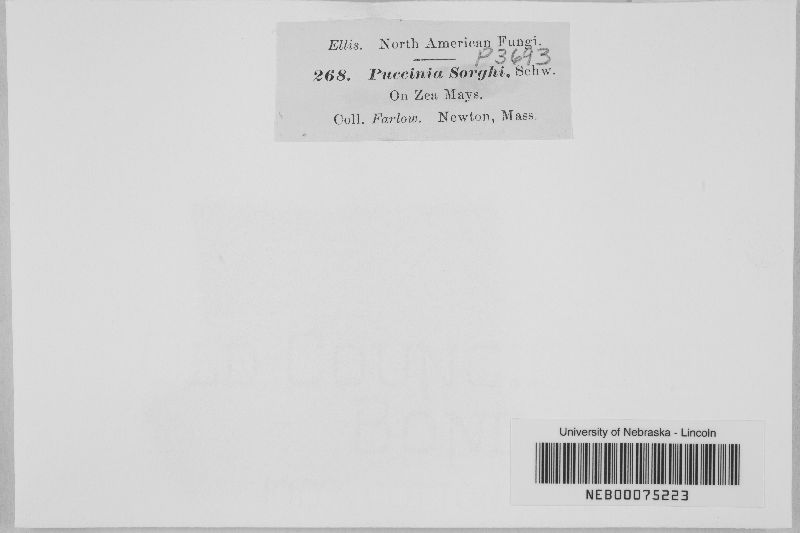 Ellis. North American Fungi.
P3693
268. Puccinia Sorghi, Schw.
On Zea Mays.
Coll. Farlow. Newton, Mass.
University of Nebraska - Lincoln
NEB00075223